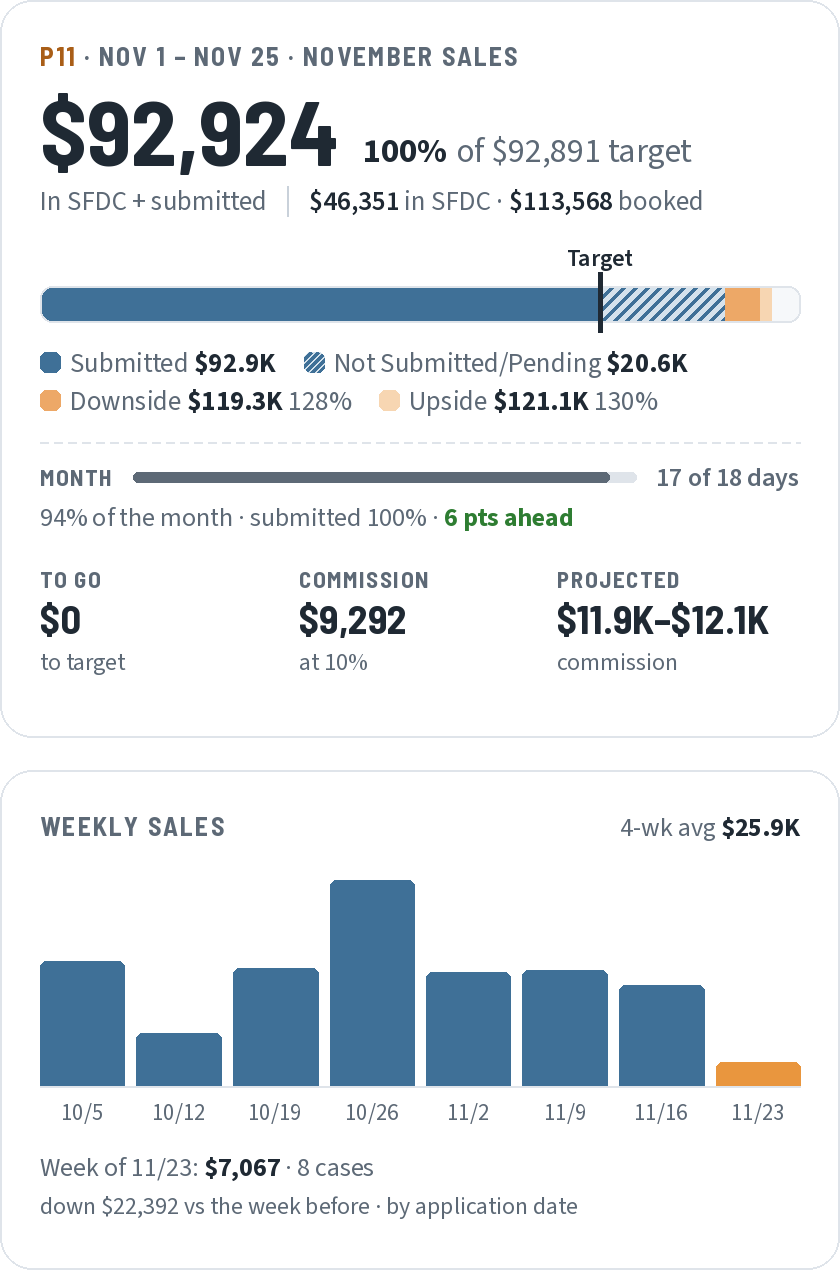 P11 · NOV 1 – NOV 25 · NOVEMBER SALES
$92,924 100% of $92,891 target
In SFDC + submitted $46,351 in SFDC · $113,568 booked
Target
Submitted $92.9K Not Submitted/Pending $20.6K
Downside $119.3K 128% Upside $121.1K 130%
MONTH 17 of 18 days
94% of the month · submitted 100% · 6 pts ahead
TO GO COMMISSION PROJECTED
$0 $9,292 $11.9K–$12.1K
to target at 10% commission
WEEKLY SALES 4-wk avg $25.9K
10/5 10/12 10/19 10/26 11/2 11/9 11/16 11/23
Week of 11/23: $7,067 · 8 cases
down $22,392 vs the week before · by application date